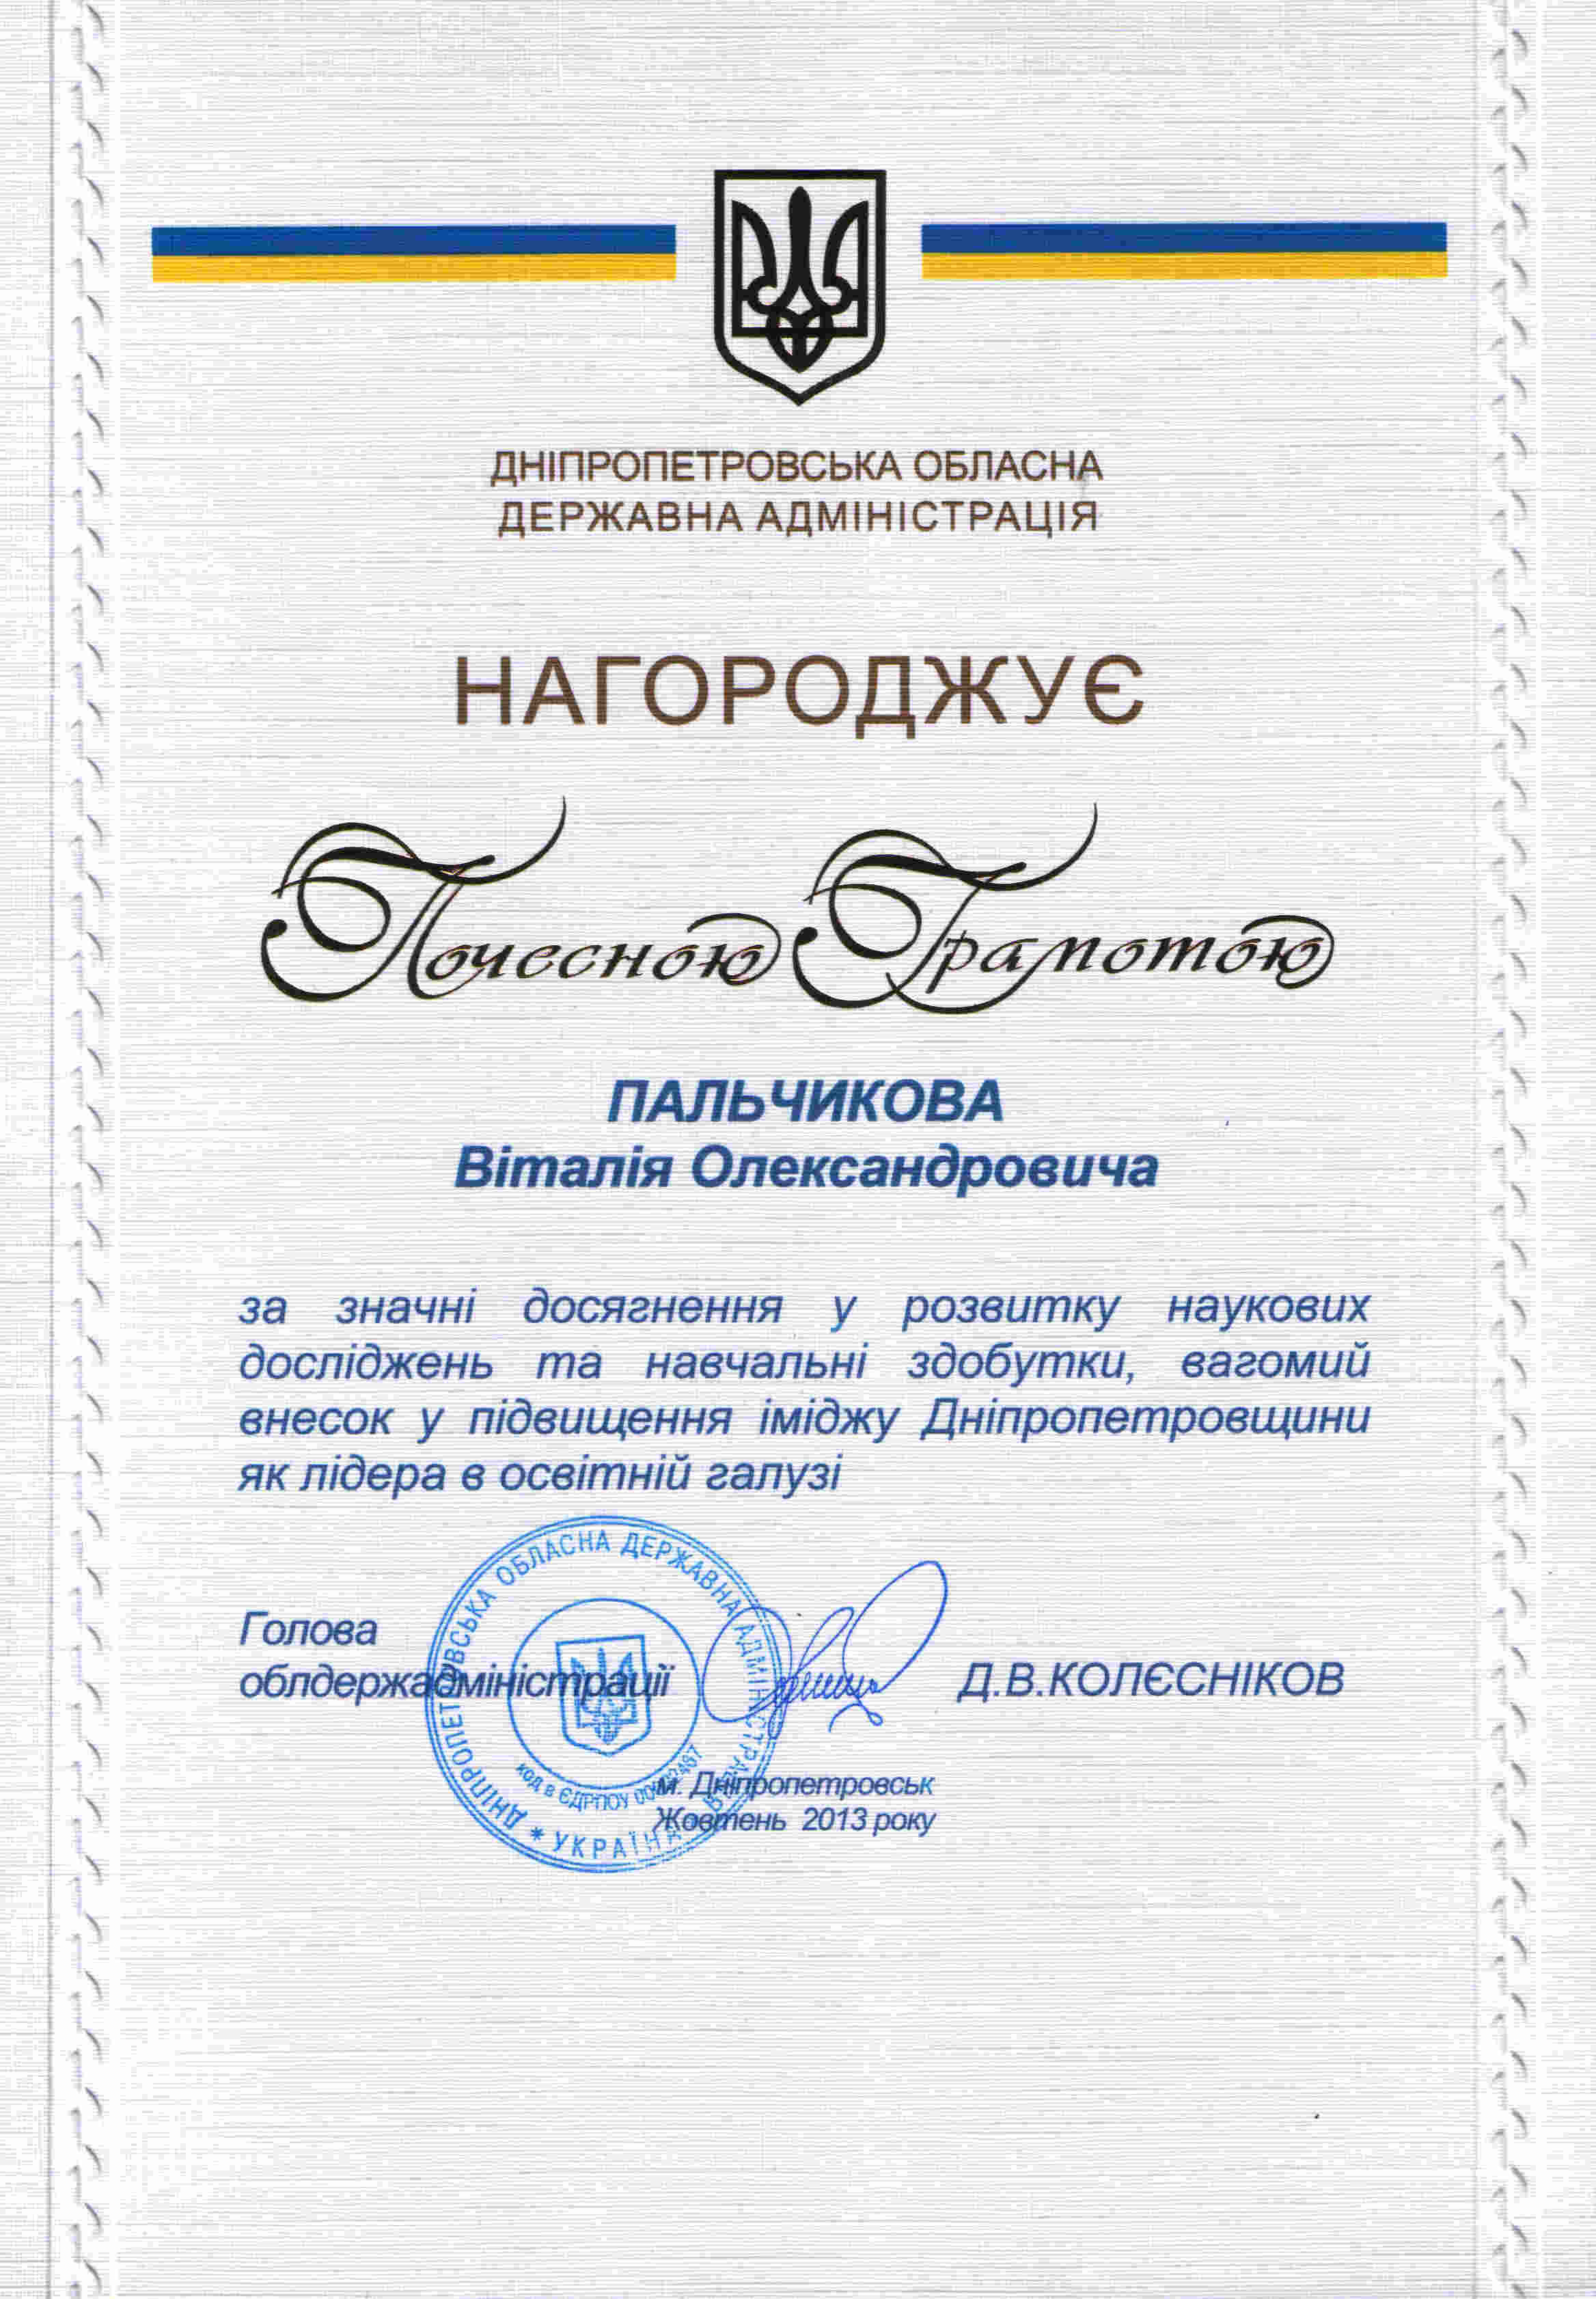 ДНІПРОПЕТРОВСЬКА ОБЛАСНА
ДЕРЖАВНА АДМІНІСТРАЦІЯ
НАГОРОДЖУЄ
Почесною Грамотою
ПАЛЬЧИКОВА
Віталія Олександровича
за значні досягнення у розвитку наукових
досліджень та навчальні здобутки, вагомий
внесок у підвищення іміджу Дніпропетровщини
як лідера в освітній галузі
Голова
облдержадміністрації
Д.В.КОЛЄСНІКОВ
ДНІПРОПЕТРОВСЬКА ОБЛАСНА ДЕРЖАВНА АДМІНІСТРАЦІЯ
* УКРАЇНА
код в ЄДРПОУ
м. Дніпропетровськ
Жовтень 2013 року